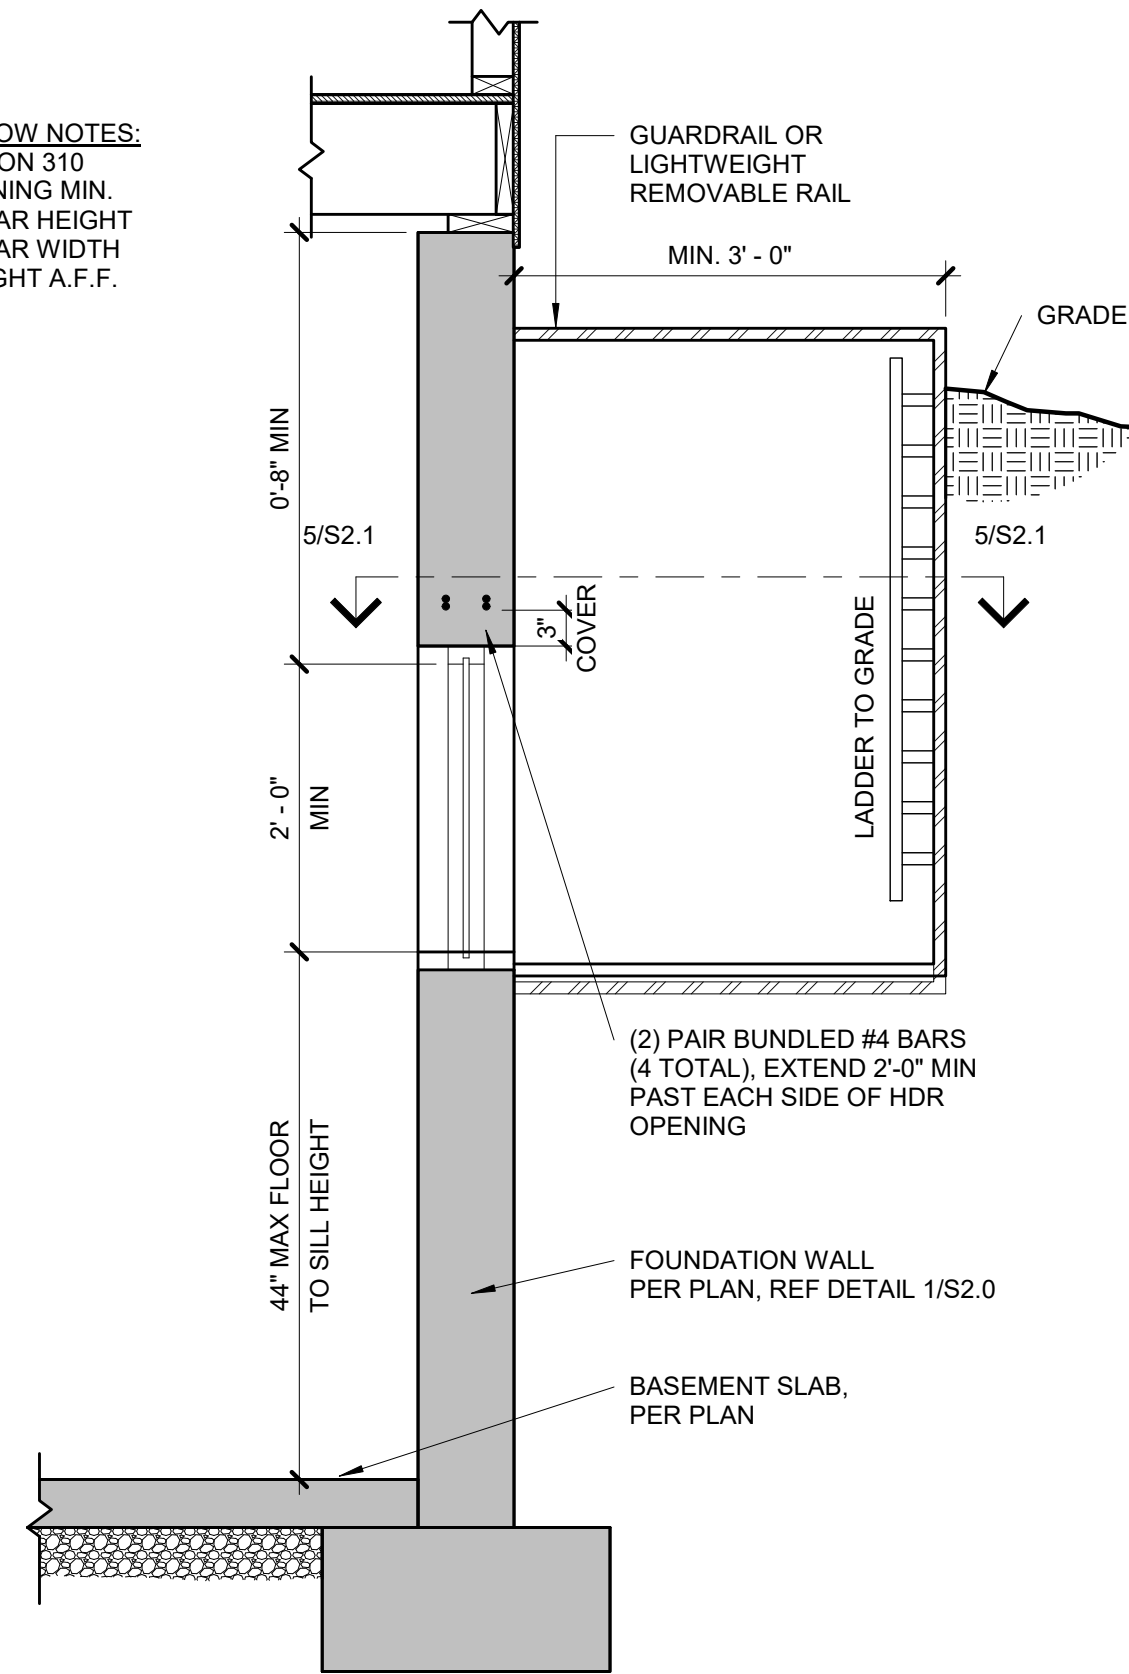 OW NOTES:
ON 310
NING MIN.
AR HEIGHT
AR WIDTH
GHT A.F.F.
GUARDRAIL OR
LIGHTWEIGHT
REMOVABLE RAIL
MIN. 3' - 0"
GRADE
0'-8" MIN
5/S2.1
5/S2.1
3"
COVER
LADDER TO GRADE
2' - 0"
MIN
(2) PAIR BUNDLED #4 BARS
(4 TOTAL), EXTEND 2'-0" MIN
PAST EACH SIDE OF HDR
OPENING
44" MAX FLOOR
TO SILL HEIGHT
FOUNDATION WALL
PER PLAN, REF DETAIL 1/S2.0
BASEMENT SLAB,
PER PLAN